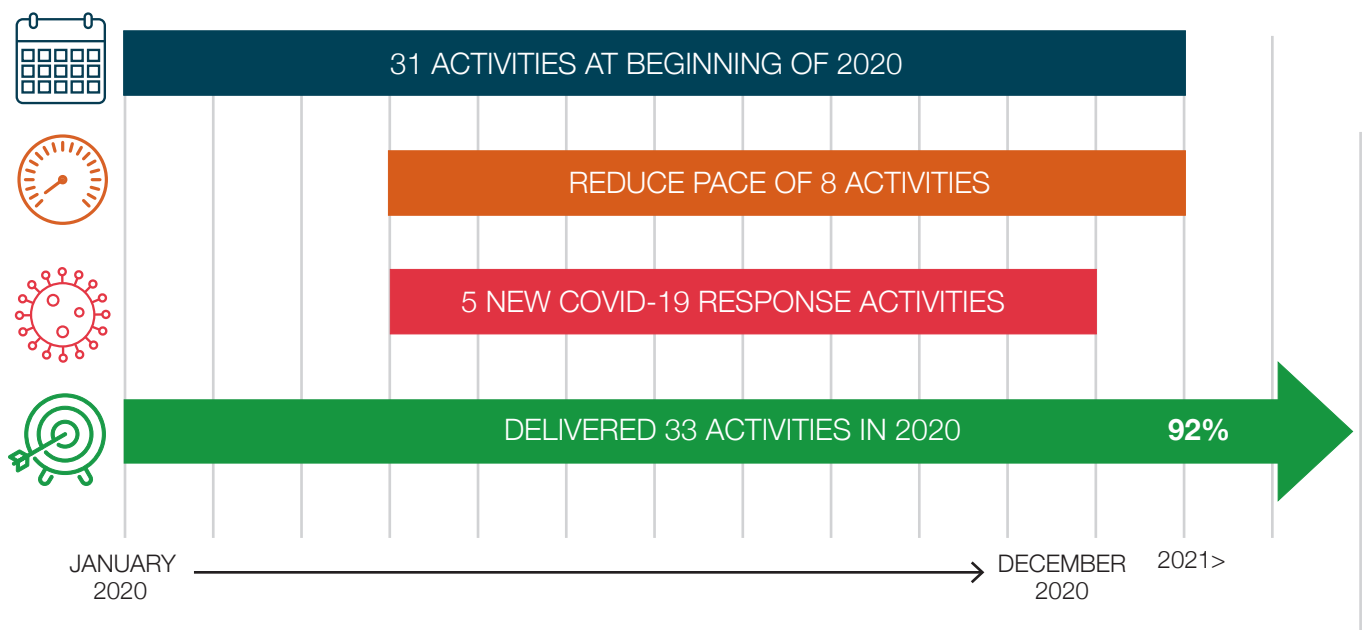 31 ACTIVITIES AT BEGINNING OF 2020
REDUCE PACE OF 8 ACTIVITIES
5 NEW COVID-19 RESPONSE ACTIVITIES
DELIVERED 33 ACTIVITIES IN 2020 92%
JANUARY
2020
DECEMBER
2020
2021>